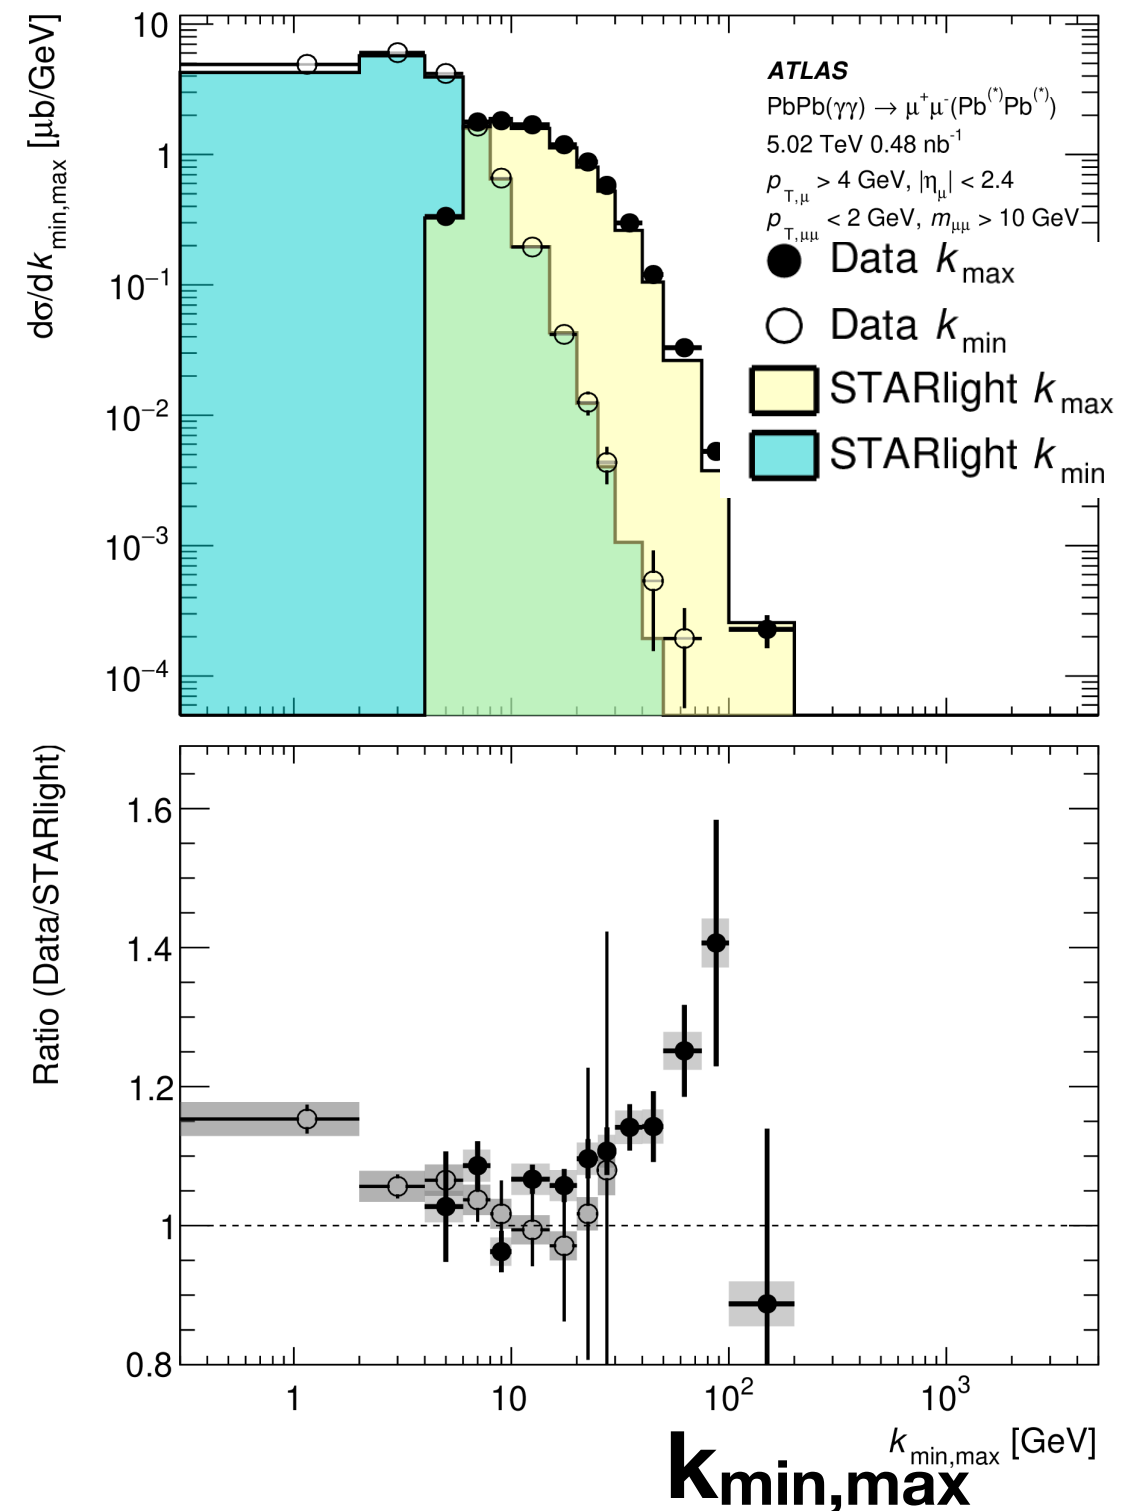 dσ/dk_min,max [μb/GeV]
10
1
10⁻¹
10⁻²
10⁻³
10⁻⁴
ATLAS
PbPb(γγ) → μ⁺μ⁻(Pb⁽*⁾Pb⁽*⁾)
5.02 TeV 0.48 nb⁻¹
p_T,μ > 4 GeV, |η_μ| < 2.4
p_T,μμ < 2 GeV, m_μμ > 10 GeV
Data k_max
Data k_min
STARlight k_max
STARlight k_min
Ratio (Data/STARlight)
1.6
1.4
1.2
1
0.8
1 10 10² 10³
k_min,max [GeV]
kmin,max